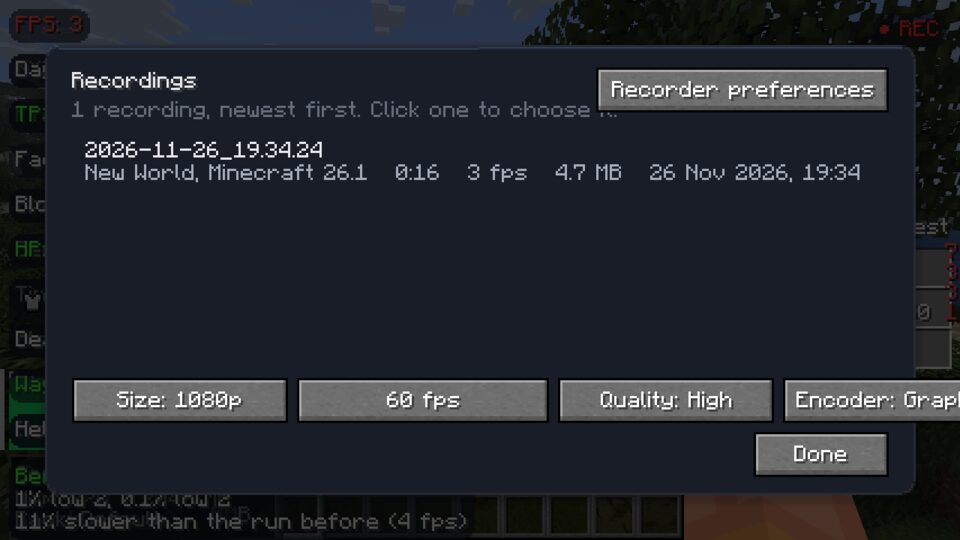 FPS: 3
REC
Recordings
Recorder preferences
1 recording, newest first. Click one to choose it.
2026-11-26_19.34.24
New World, Minecraft 26.1 0:16 3 fps 4.7 MB 26 Nov 2026, 19:34
Size: 1080p
60 fps
Quality: High
Encoder: Grap
Done
1% low 2, 0.1% low 2
11% slower than the run before (4 fps)